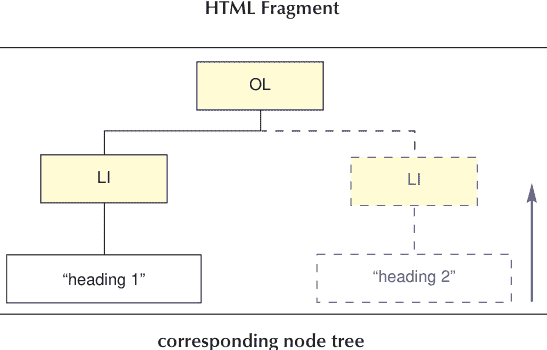 HTML Fragment
OL
LI
LI
“heading 1”
“heading 2”
corresponding node tree